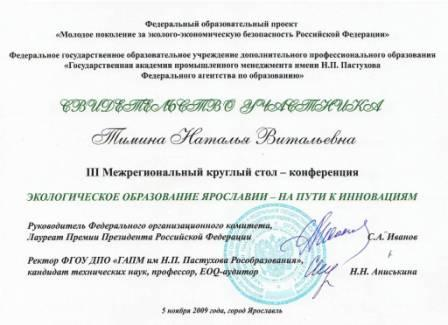 Федеральный образовательный проект
«Молодое поколение за эколого-экономическую безопасность Российской Федерации»
Федеральное государственное образовательное учреждение дополнительного профессионального образования
«Государственная академия промышленного менеджмента имени Н.П. Пастухова
Федерального агентства по образованию»
СВИДЕТЕЛЬСТВО УЧАСТНИКА
Тимина Наталья Витальевна
III Межрегиональный круглый стол – конференция
ЭКОЛОГИЧЕСКОЕ ОБРАЗОВАНИЕ ЯРОСЛАВИИ – НА ПУТИ К ИННОВАЦИЯМ
Руководитель Федерального организационного комитета,
Лауреат Премии Президента Российской Федерации С.А. Иванов
Ректор ФГОУ ДПО «ГАПМ им Н.П. Пастухова Рособразования»,
кандидат технических наук, профессор, EOQ-аудитор Н.Н. Аниськина
5 ноября 2009 года, город Ярославль